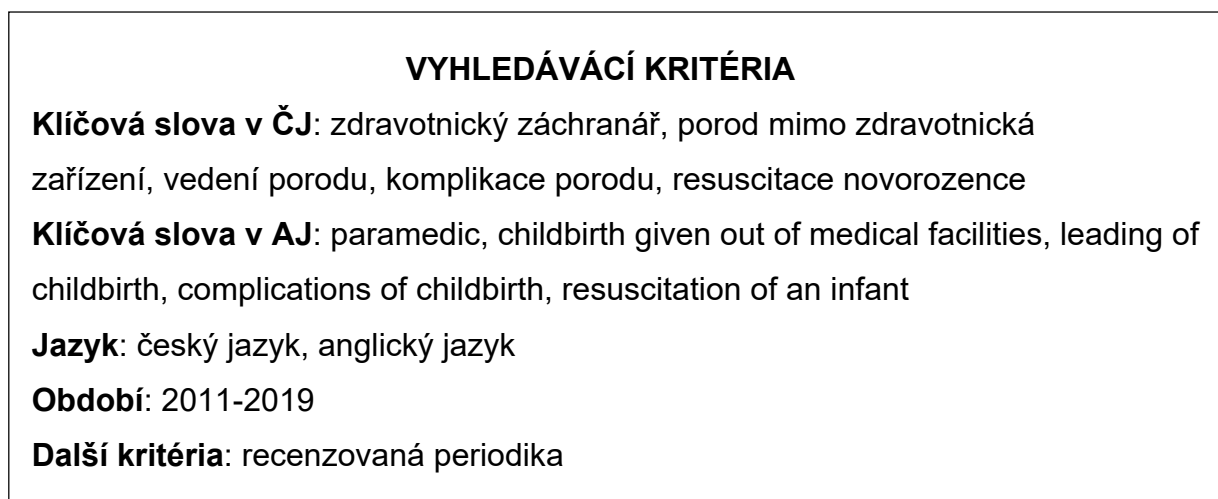 VYHLEDÁVÁCÍ KRITÉRIA
Klíčová slova v ČJ: zdravotnický záchranář, porod mimo zdravotnická
zařízení, vedení porodu, komplikace porodu, resuscitace novorozence
Klíčová slova v AJ: paramedic, childbirth given out of medical facilities, leading of
childbirth, complications of childbirth, resuscitation of an infant
Jazyk: český jazyk, anglický jazyk
Období: 2011-2019
Další kritéria: recenzovaná periodika